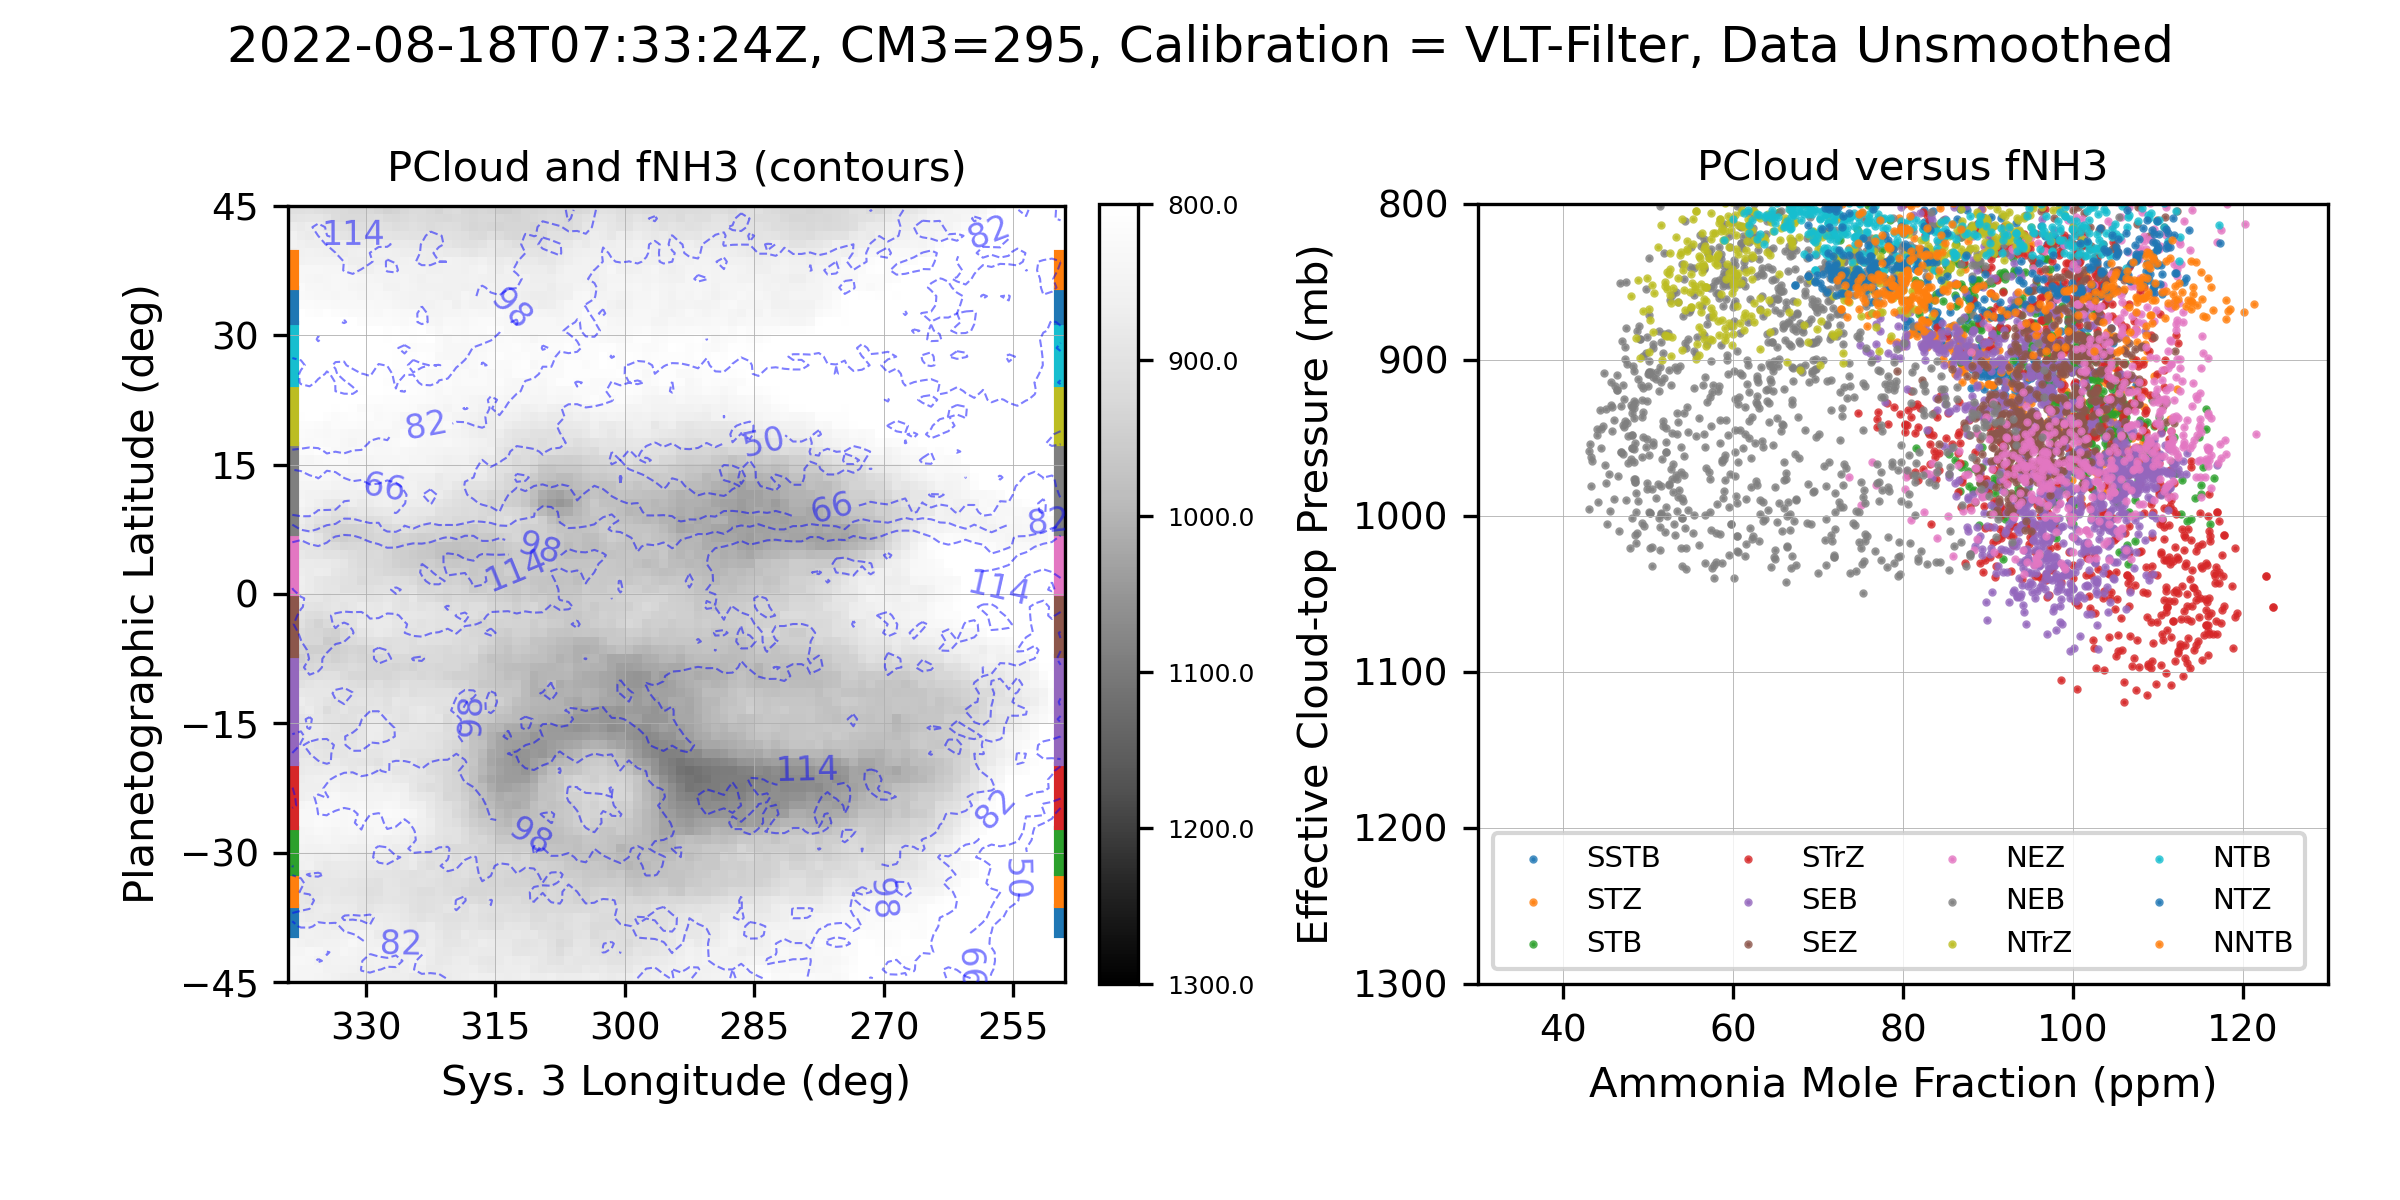 2022-08-18T07:33:24Z, CM3=295, Calibration = VLT-Filter, Data Unsmoothed
PCloud and fNH3 (contours)
Planetographic Latitude (deg)
45
30
15
0
−15
−30
−45
330
315
300
285
270
255
Sys. 3 Longitude (deg)
114
82
98
82
50
66
66
82
98
114
114
98
114
82
98
50
98
82
66
800.0
900.0
1000.0
1100.0
1200.0
1300.0
PCloud versus fNH3
Effective Cloud-top Pressure (mb)
800
900
1000
1100
1200
1300
SSTB
STZ
STB
STrZ
SEB
SEZ
NEZ
NEB
NTrZ
NTB
NTZ
NNTB
40
60
80
100
120
Ammonia Mole Fraction (ppm)